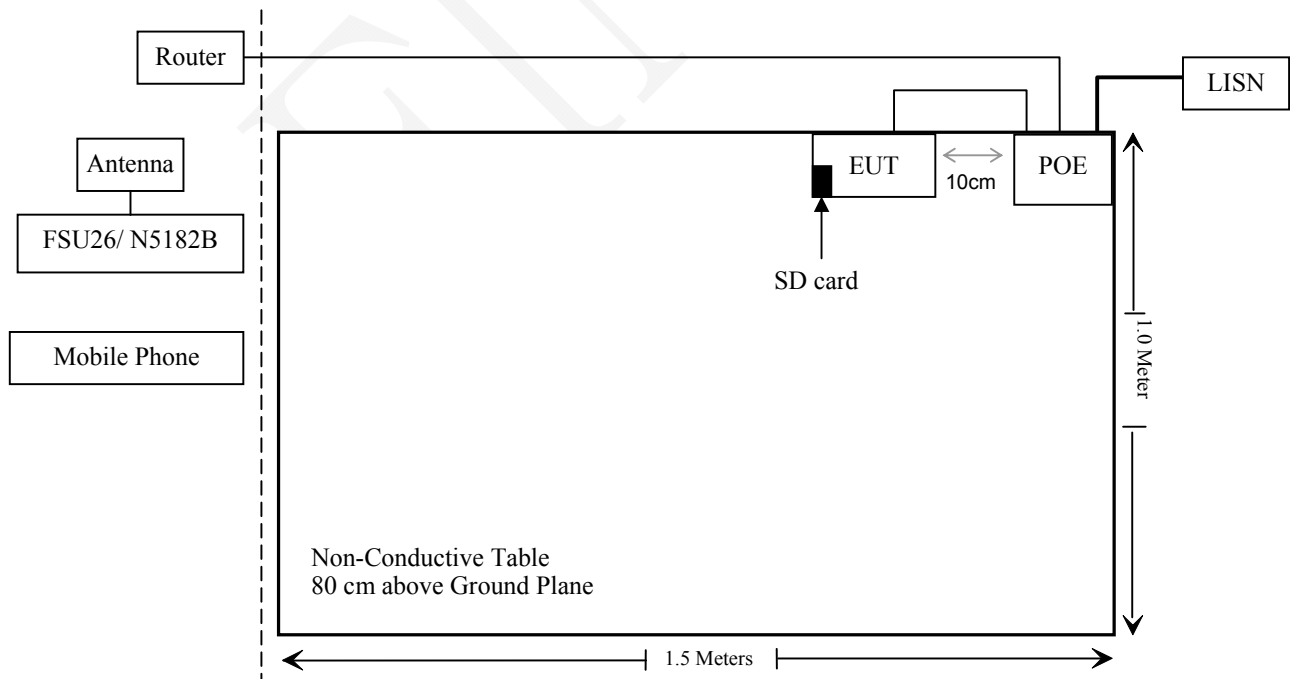 Router
LISN
Antenna
EUT
10cm
POE
FSU26/ N5182B
SD card
Mobile Phone
1.0 Meter
Non-Conductive Table
80 cm above Ground Plane
1.5 Meters